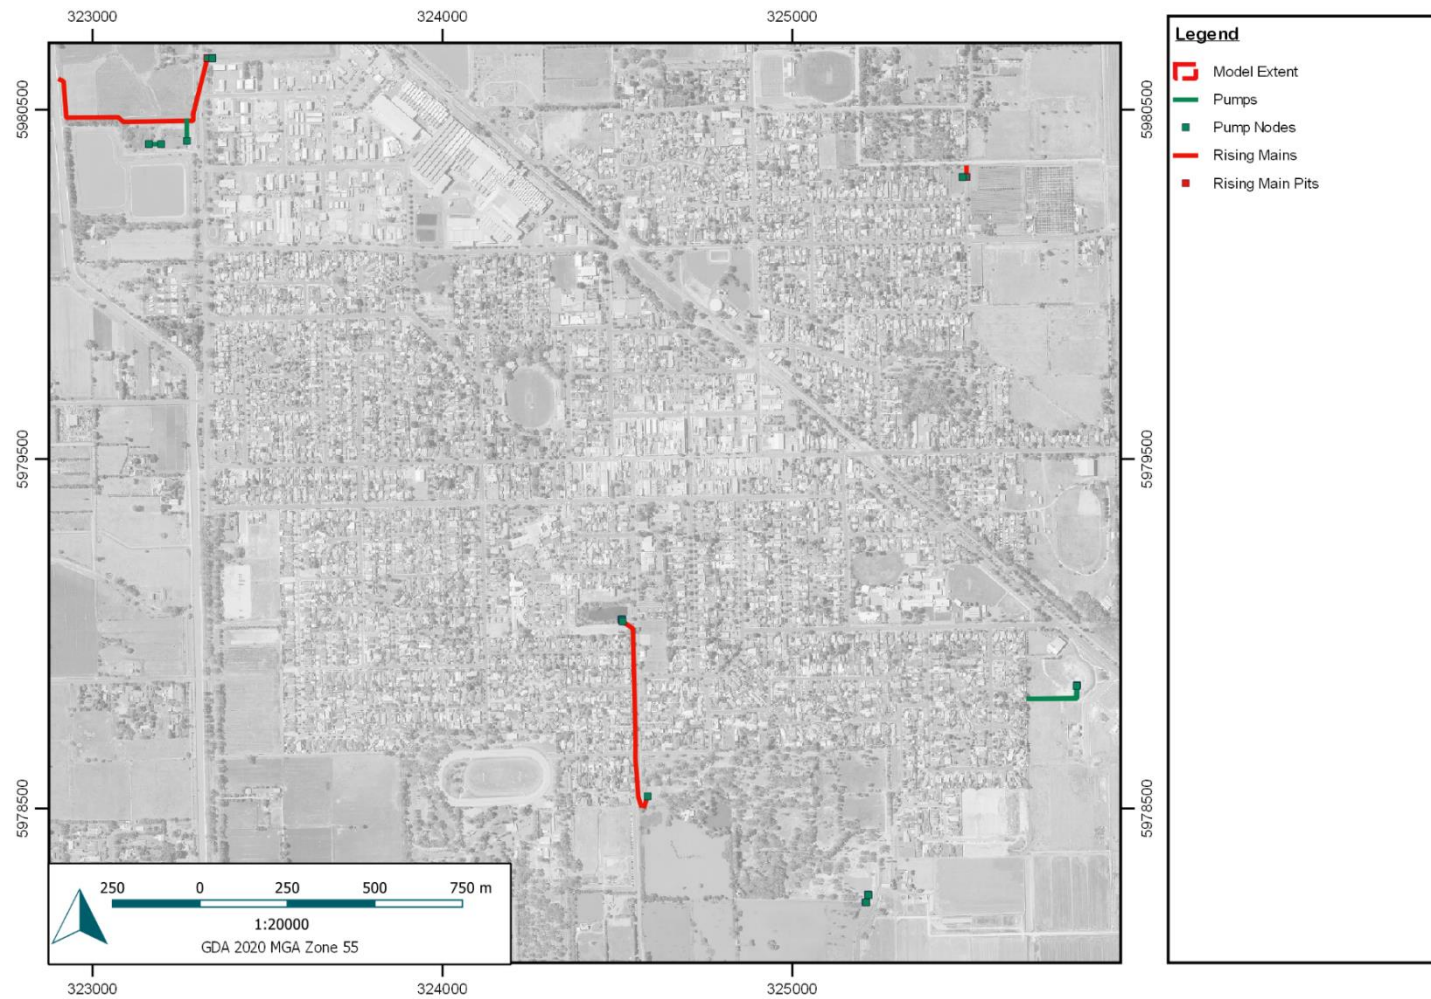 323000
324000
325000
5980500
5980500
5979500
5979500
5978500
5978500
Legend
Model Extent
Pumps
Pump Nodes
Rising Mains
Rising Main Pits
250 0 250 500 750 m
1:20000
GDA 2020 MGA Zone 55
323000
324000
325000